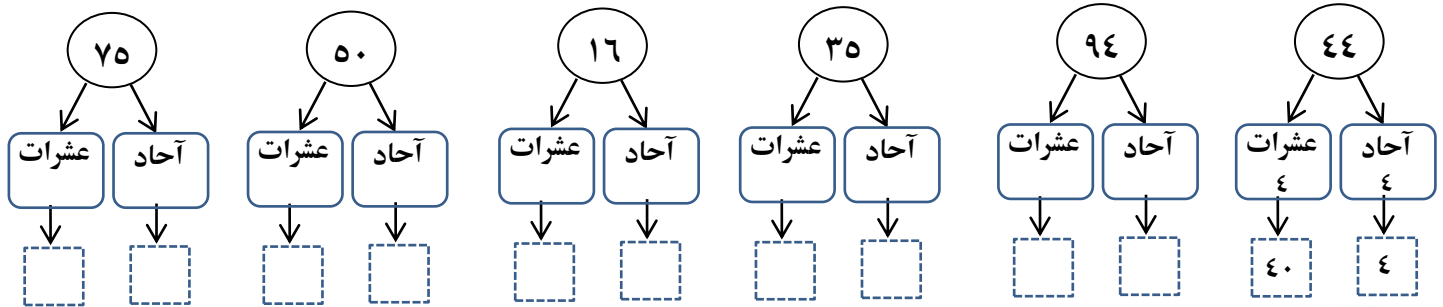 ٤٤ ٩٤ ٣٥ ١٦ ٥٠ ٧٥
آحاد عشرات آحاد عشرات آحاد عشرات آحاد عشرات آحاد عشرات آحاد عشرات
٤ ٤
٤ ٤٠